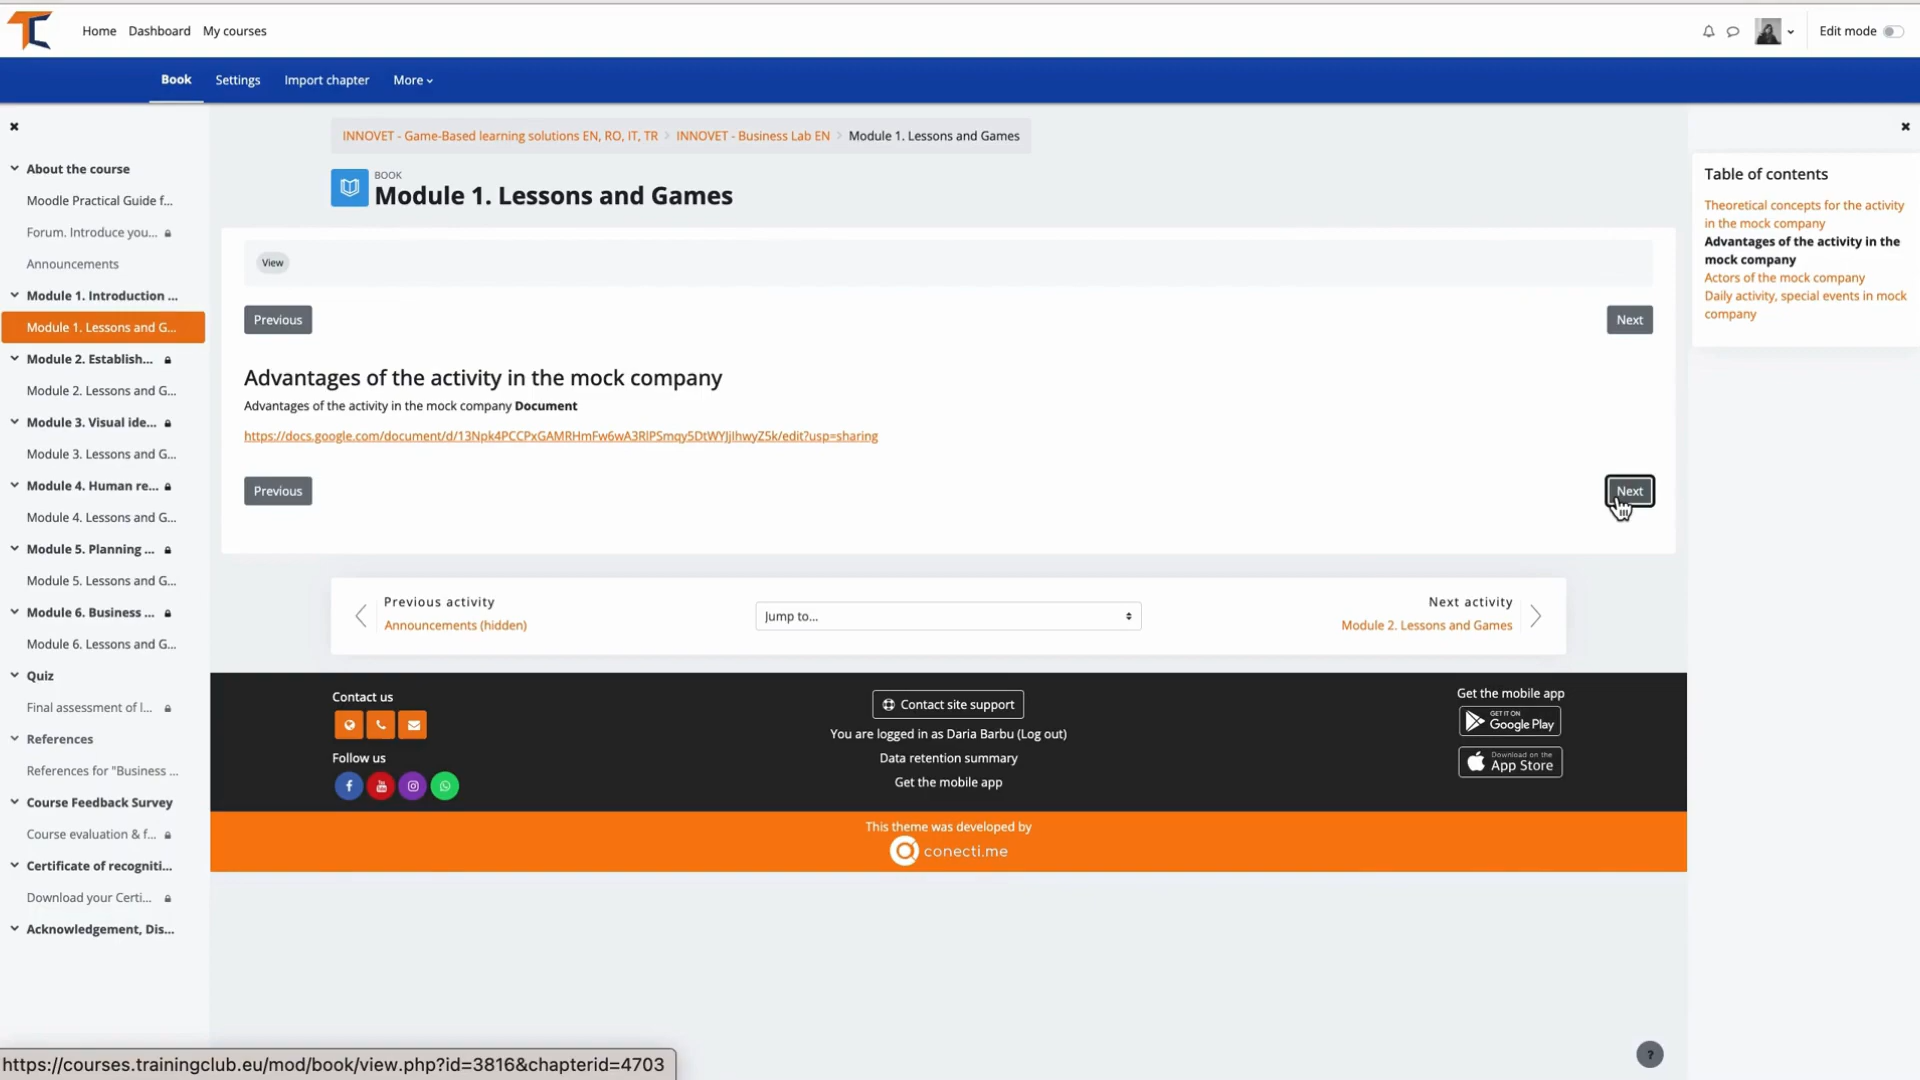 Home Dashboard My courses
Edit mode
Book Settings Import chapter More
About the course
Moodle Practical Guide f...
Forum. Introduce you...
Announcements
Module 1. Introduction ...
Module 1. Lessons and G...
Module 2. Establish...
Module 2. Lessons and G...
Module 3. Visual ide...
Module 3. Lessons and G...
Module 4. Human re...
Module 4. Lessons and G...
Module 5. Planning ...
Module 5. Lessons and G...
Module 6. Business ...
Module 6. Lessons and G...
Quiz
Final assessment of l...
References
References for "Business ...
Course Feedback Survey
Course evaluation & f...
Certificate of recogniti...
Download your Certi...
Acknowledgement, Dis...
INNOVET - Game-Based learning solutions EN, RO, IT, TR > INNOVET - Business Lab EN > Module 1. Lessons and Games
BOOK
Module 1. Lessons and Games
View
Previous Next
Advantages of the activity in the mock company
Advantages of the activity in the mock company Document
https://docs.google.com/document/d/13Npk4PCCPxGAMRHmFw6wA3RlPSmqy5DtWYJjIhwyZ5k/edit?usp=sharing
Previous Next
Previous activity
Announcements (hidden)
Jump to...
Next activity
Module 2. Lessons and Games
Contact us
Follow us
Contact site support
You are logged in as Daria Barbu (Log out)
Data retention summary
Get the mobile app
Get the mobile app
GET IT ON
Google Play
Download on the
App Store
This theme was developed by
conecti.me
Table of contents
Theoretical concepts for the activity
in the mock company
Advantages of the activity in the
mock company
Actors of the mock company
Daily activity, special events in mock
company
?
https://courses.trainingclub.eu/mod/book/view.php?id=3816&chapterid=4703